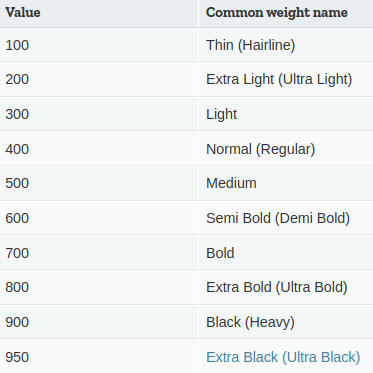 Value Common weight name
100 Thin (Hairline)
200 Extra Light (Ultra Light)
300 Light
400 Normal (Regular)
500 Medium
600 Semi Bold (Demi Bold)
700 Bold
800 Extra Bold (Ultra Bold)
900 Black (Heavy)
950 Extra Black (Ultra Black)